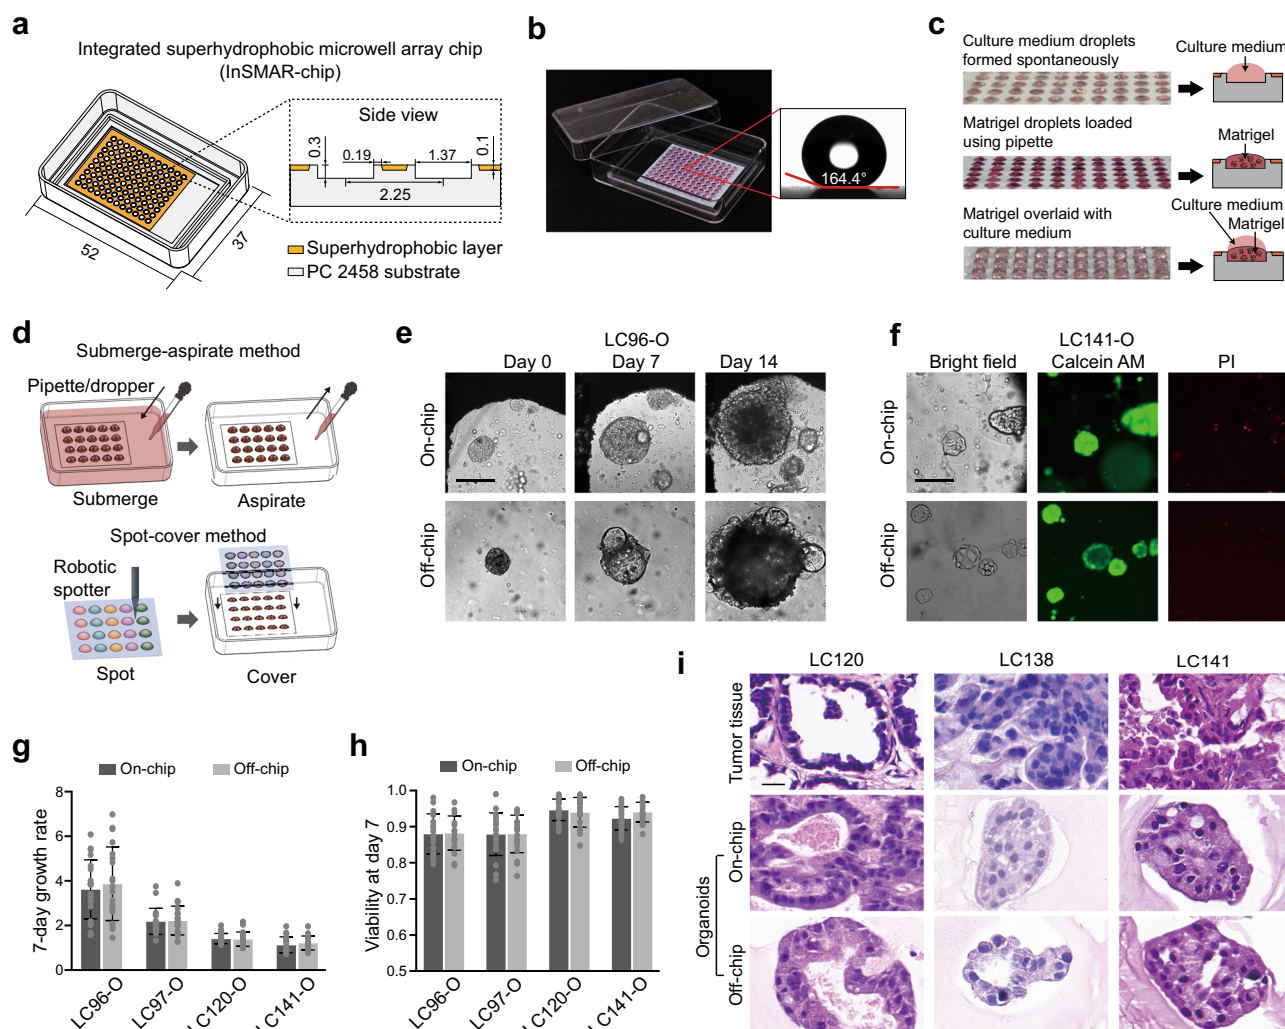 a
Integrated superhydrophobic microwell array chip
(InSMAR-chip)
Side view
0.3
0.19
1.37
0.1
2.25
52
37
Superhydrophobic layer
PC 2458 substrate
b
164.4°
c
Culture medium droplets
formed spontaneously
Culture medium
Matrigel droplets loaded
using pipette
Matrigel
Matrigel overlaid with
culture medium
Culture medium
Matrigel
d
Submerge-aspirate method
Pipette/dropper
Submerge
Aspirate
Spot-cover method
Robotic
spotter
Spot
Cover
e
LC96-O
Day 0
Day 7
Day 14
On-chip
Off-chip
f
LC141-O
Bright field
Calcein AM
PI
On-chip
Off-chip
g
On-chip
Off-chip
7-day growth rate
8
6
4
2
0
LC96-O
LC97-O
LC120-O
LC141-O
h
On-chip
Off-chip
Viability at day 7
1.0
0.9
0.8
0.7
0.6
0.5
LC96-O
LC97-O
LC120-O
LC141-O
i
LC120
LC138
LC141
Tumor tissue
Organoids
On-chip
Off-chip